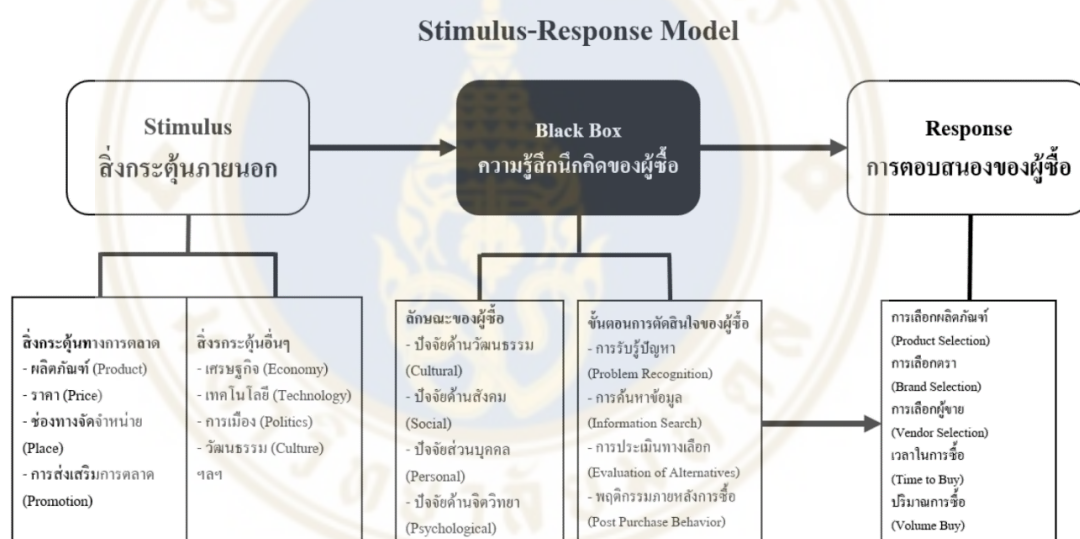 Stimulus-Response Model
Stimulus
สิ่งกระตุ้นภายนอก
Black Box
ความรู้สึกนึกคิดของผู้ซื้อ
Response
การตอบสนองของผู้ซื้อ
สิ่งกระตุ้นทางการตลาด
- ผลิตภัณฑ์ (Product)
- ราคา (Price)
- ช่องทางจัดจำหน่าย
(Place)
- การส่งเสริมการตลาด
(Promotion)
สิ่งรกระตุ้นอื่นๆ
- เศรษฐกิจ (Economy)
- เทคโนโลยี (Technology)
- การเมือง (Politics)
- วัฒนธรรม (Culture)
ฯลฯ
ลักษณะของผู้ซื้อ
- ปัจจัยด้านวัฒนธรรม
(Cultural)
- ปัจจัยด้านสังคม
(Social)
- ปัจจัยส่วนบุคคล
(Personal)
- ปัจจัยด้านจิตวิทยา
(Psychological)
ขั้นตอนการตัดสินใจของผู้ซื้อ
- การรับรู้ปัญหา
(Problem Recognition)
- การค้นหาข้อมูล
(Information Search)
- การประเมินทางเลือก
(Evaluation of Alternatives)
- พฤติกรรมภายหลังการซื้อ
(Post Purchase Behavior)
การเลือกผลิตภัณฑ์
(Product Selection)
การเลือกตรา
(Brand Selection)
การเลือกผู้ขาย
(Vendor Selection)
เวลาในการซื้อ
(Time to Buy)
ปริมาณการซื้อ
(Volume Buy)